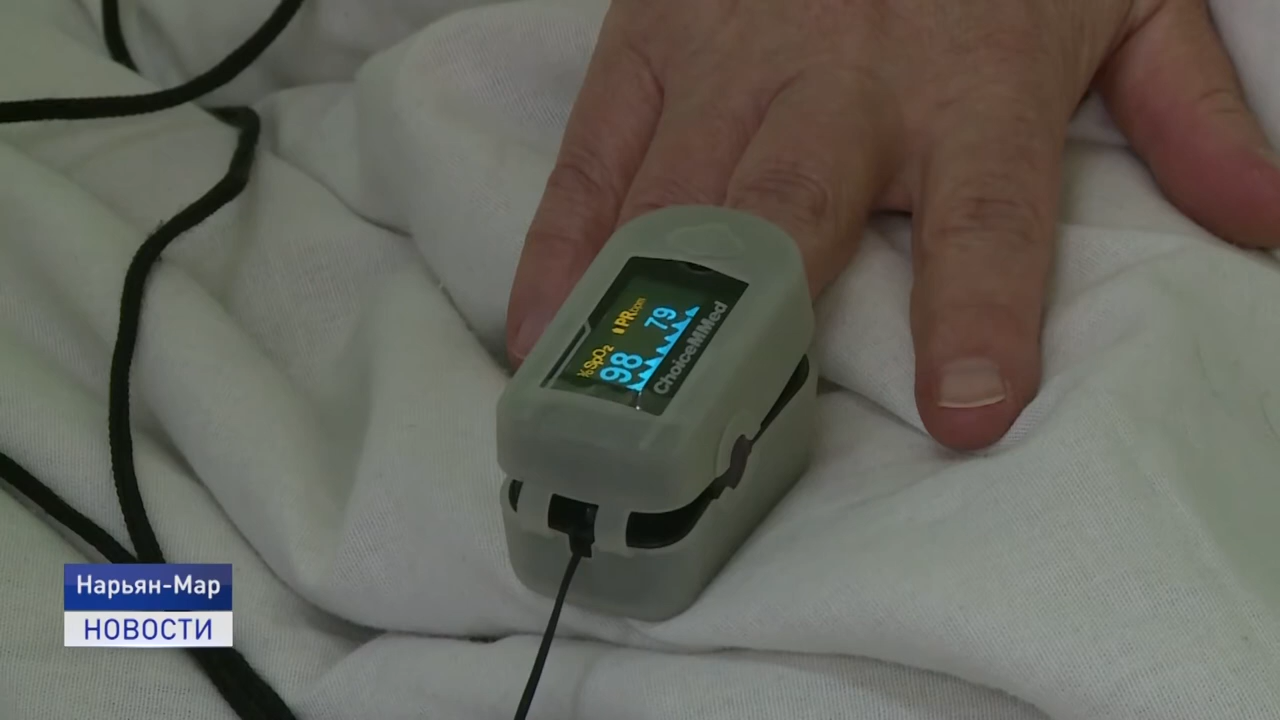 %SpO₂
98
PRbpm
79
ChoiceMMed
Нарьян-Мар
НОВОСТИ